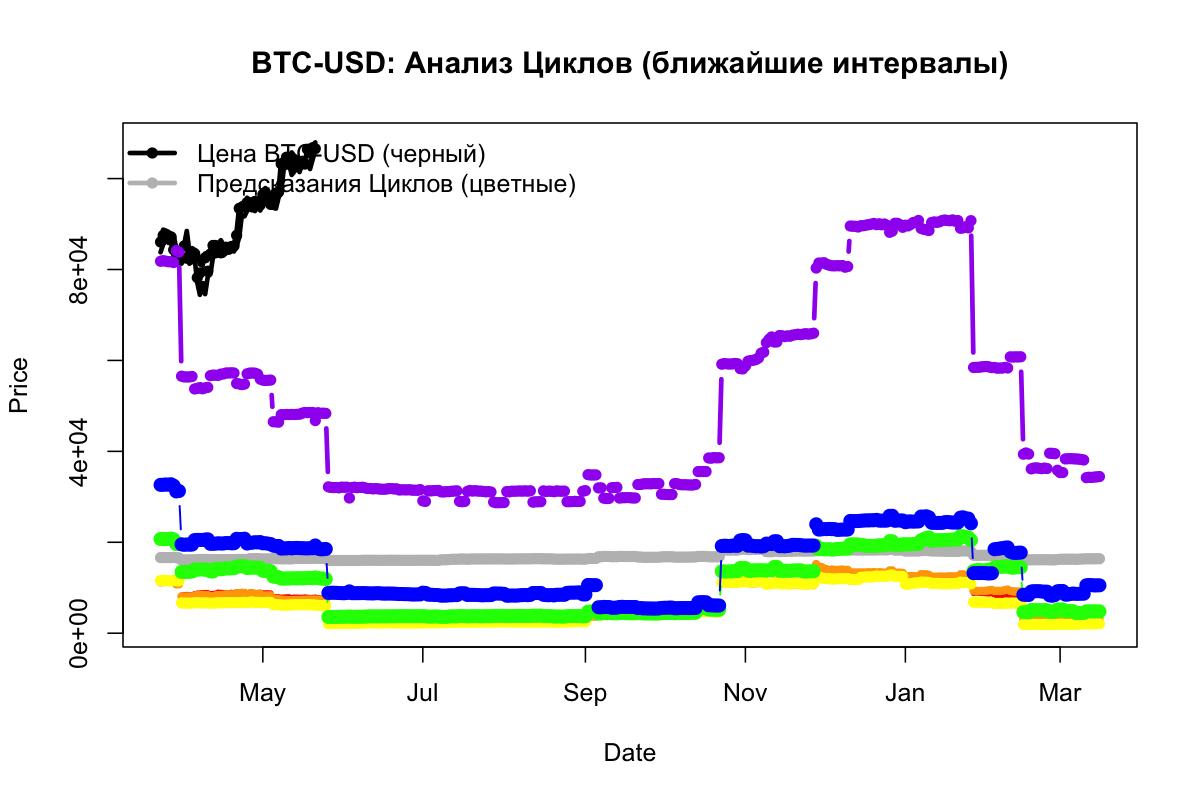 BTC-USD: Анализ Циклов (ближайшие интервалы)
Цена BTC-USD (черный)
Предсказания Циклов (цветные)
Price
8e+04
4e+04
0e+00
May Jul Sep Nov Jan Mar
Date